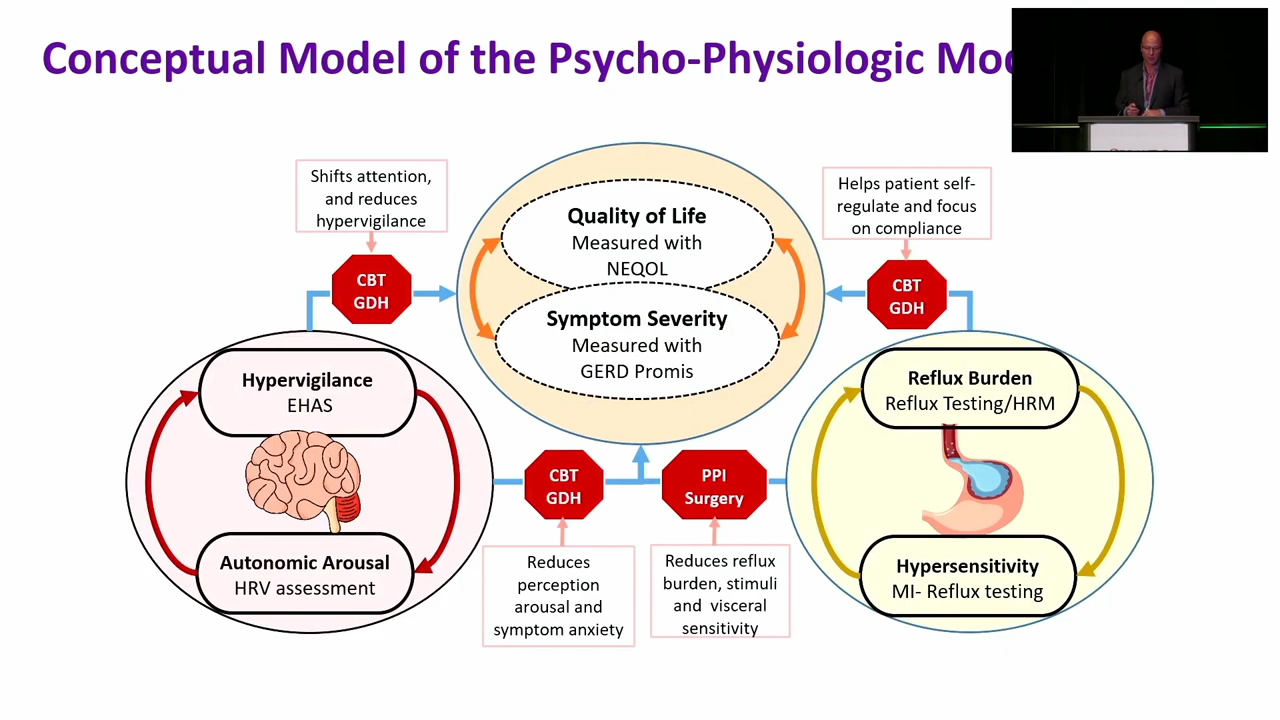 Conceptual Model of the Psycho-Physiologic
Shifts attention,
and reduces
hypervigilance
Helps patient self-
regulate and focus
on compliance
Quality of Life
Measured with
NEQOL
CBT
GDH
CBT
GDH
Symptom Severity
Measured with
GERD Promis
Hypervigilance
EHAS
Reflux Burden
Reflux Testing/HRM
CBT
GDH
PPI
Surgery
Autonomic Arousal
HRV assessment
Reduces
perception
arousal and
symptom anxiety
Reduces reflux
burden, stimuli
and visceral
sensitivity
Hypersensitivity
MI- Reflux testing